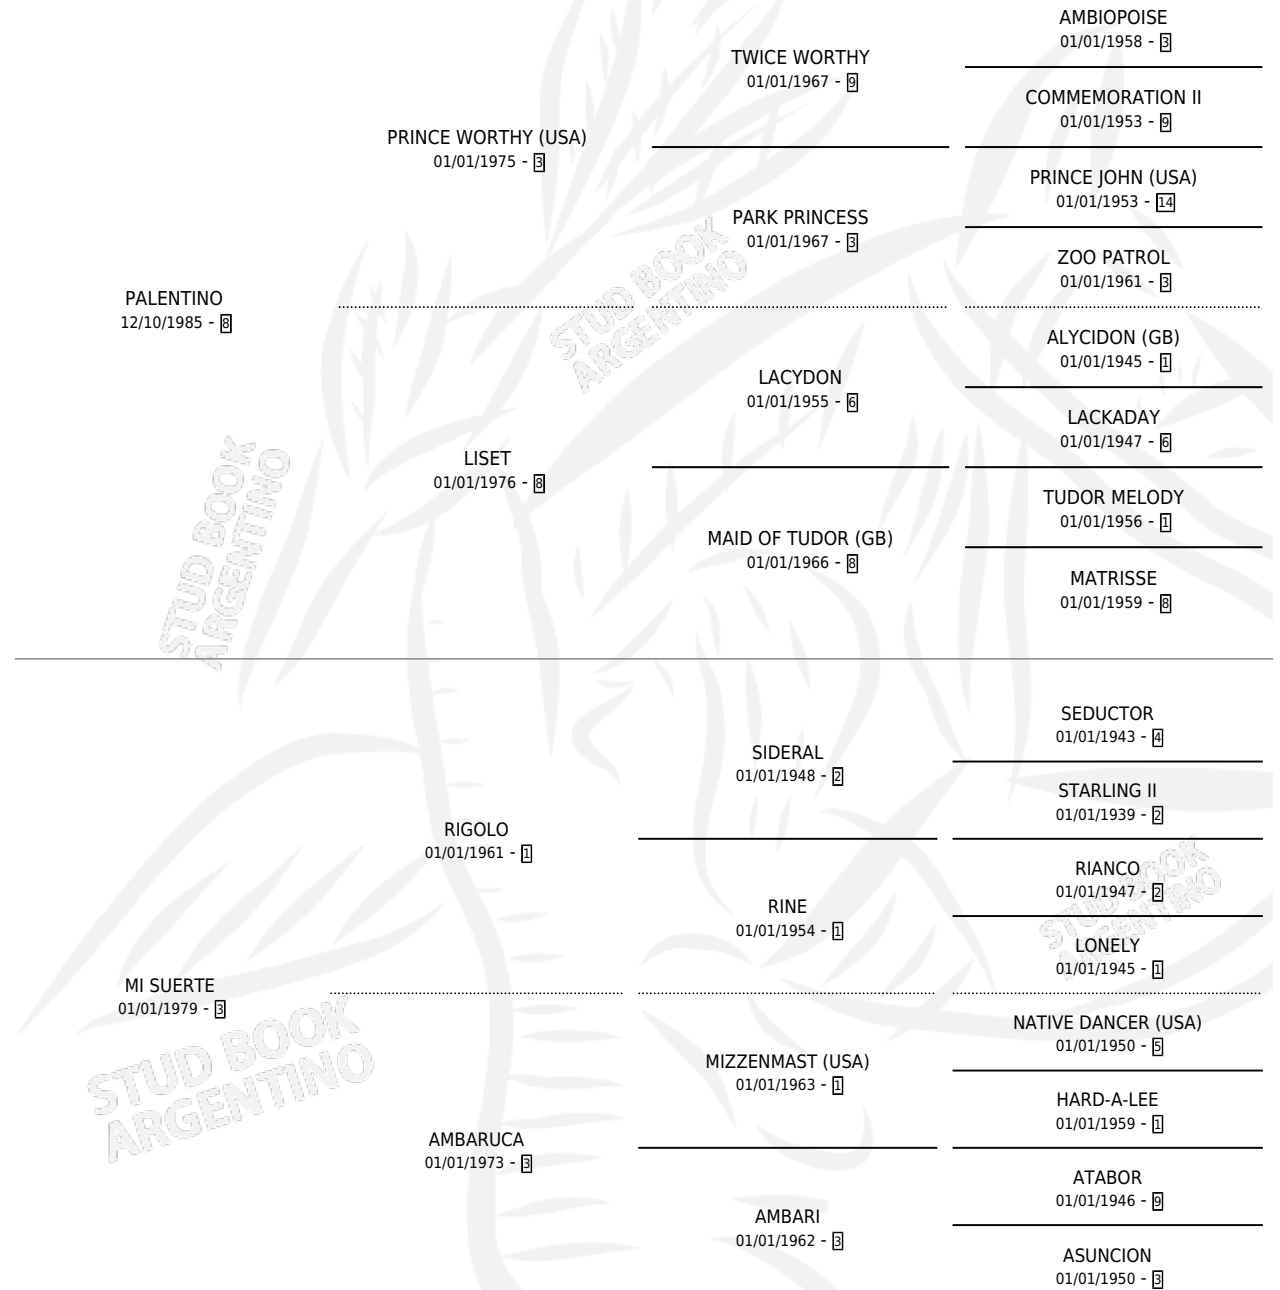 AMBIOPOISE
01/01/1958 - 3
TWICE WORTHY
01/01/1967 - 9
COMMEMORATION II
01/01/1953 - 9
PRINCE WORTHY (USA)
01/01/1975 - 3
PRINCE JOHN (USA)
01/01/1953 - 14
PARK PRINCESS
01/01/1967 - 3
ZOO PATROL
01/01/1961 - 3
PALENTINO
12/10/1985 - 8
ALYCIDON (GB)
01/01/1945 - 1
LACYDON
01/01/1955 - 6
LACKADAY
01/01/1947 - 6
LISET
01/01/1976 - 8
TUDOR MELODY
01/01/1956 - 1
MAID OF TUDOR (GB)
01/01/1966 - 8
MATRISSE
01/01/1959 - 8
SEDUCTOR
01/01/1943 - 4
SIDERAL
01/01/1948 - 2
STARLING II
01/01/1939 - 2
RIGOLO
01/01/1961 - 1
RIANCO
01/01/1947 - 2
RINE
01/01/1954 - 1
LONELY
01/01/1945 - 1
MI SUERTE
01/01/1979 - 3
NATIVE DANCER (USA)
01/01/1950 - 5
MIZZENMAST (USA)
01/01/1963 - 1
HARD-A-LEE
01/01/1959 - 1
AMBARUCA
01/01/1973 - 3
ATABOR
01/01/1946 - 9
AMBARI
01/01/1962 - 3
ASUNCION
01/01/1950 - 3
STUD BOOK
ARGENTINO
STUD BOOK
ARGENTINO
STUD BOOK
ARGENTINO
STUD BOOK
ARGENTINO